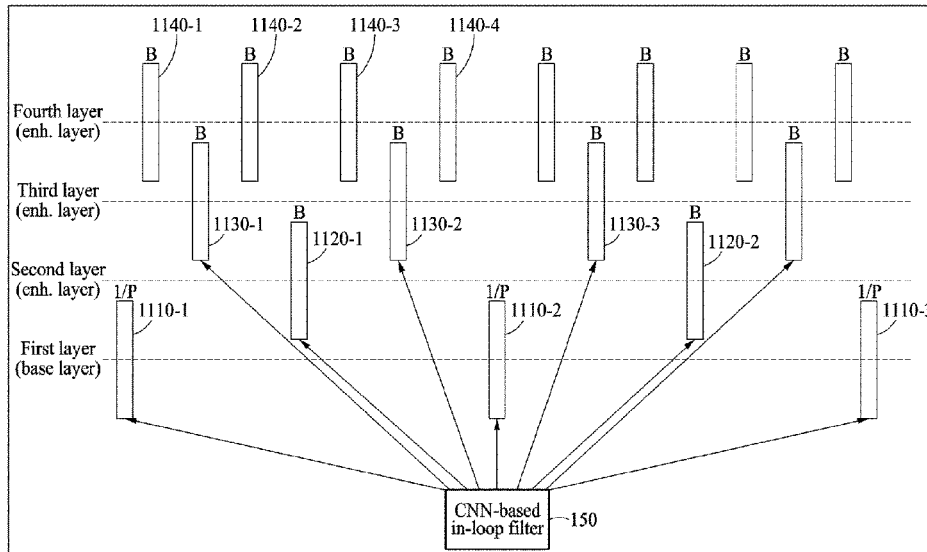 1140-1
1140-2
1140-3
1140-4
B B B B B B B B
Fourth layer
(enh. layer)
B B B B
Third layer
(enh. layer)
1130-1
1120-1
1130-2
1130-3
1120-2
B B
Second layer
(enh. layer)
1/P 1/P 1/P
1110-1
1110-2
1110-3
First layer
(base layer)
CNN-based
in-loop filter
150